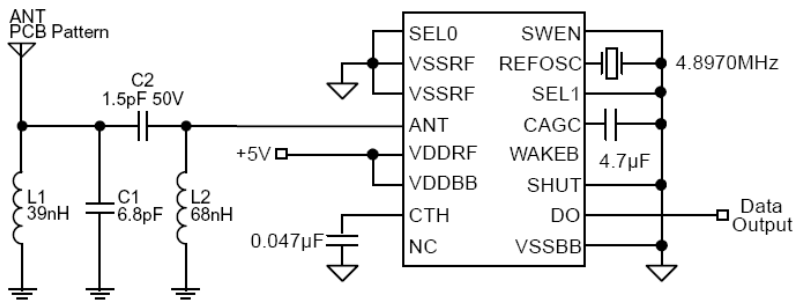 ANT
PCB Pattern
C2
1.5pF 50V
L1
39nH
C1
6.8pF
L2
68nH
+5V
0.047µF
SEL0
VSSRF
VSSRF
ANT
VDDRF
VDDBB
CTH
NC
SWEN
REFOSC
SEL1
CAGC
WAKEB
SHUT
DO
VSSBB
4.8970MHz
4.7µF
Data
Output